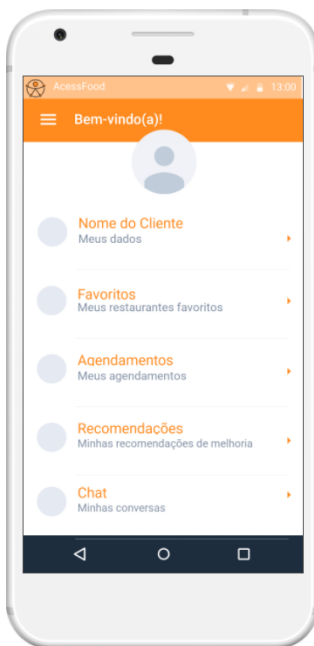 AcessFood
13:00
Bem-vindo(a)!
Nome do Cliente
Meus dados
Favoritos
Meus restaurantes favoritos
Agendamentos
Meus agendamentos
Recomendações
Minhas recomendações de melhoria
Chat
Minhas conversas